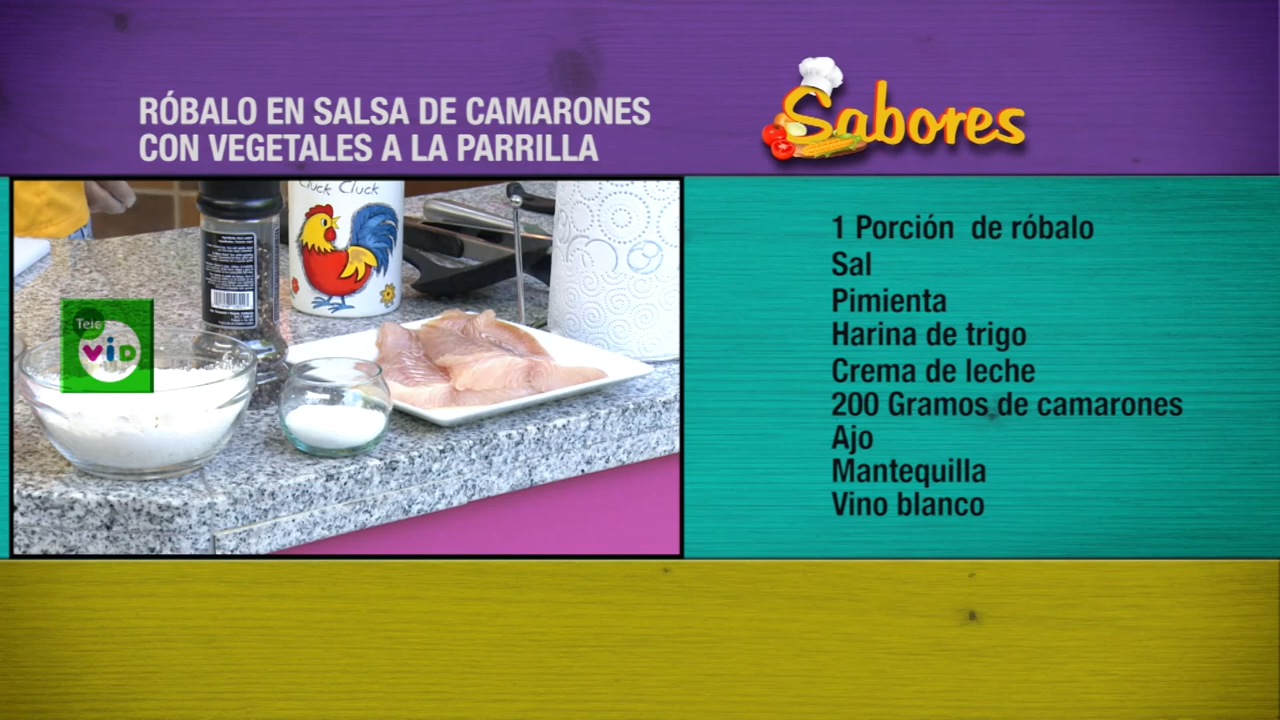 RÓBALO EN SALSA DE CAMARONES
CON VEGETALES A LA PARRILLA
Sabores
Cluck Cluck
Tele
ViD
1 Porción de róbalo
Sal
Pimienta
Harina de trigo
Crema de leche
200 Gramos de camarones
Ajo
Mantequilla
Vino blanco